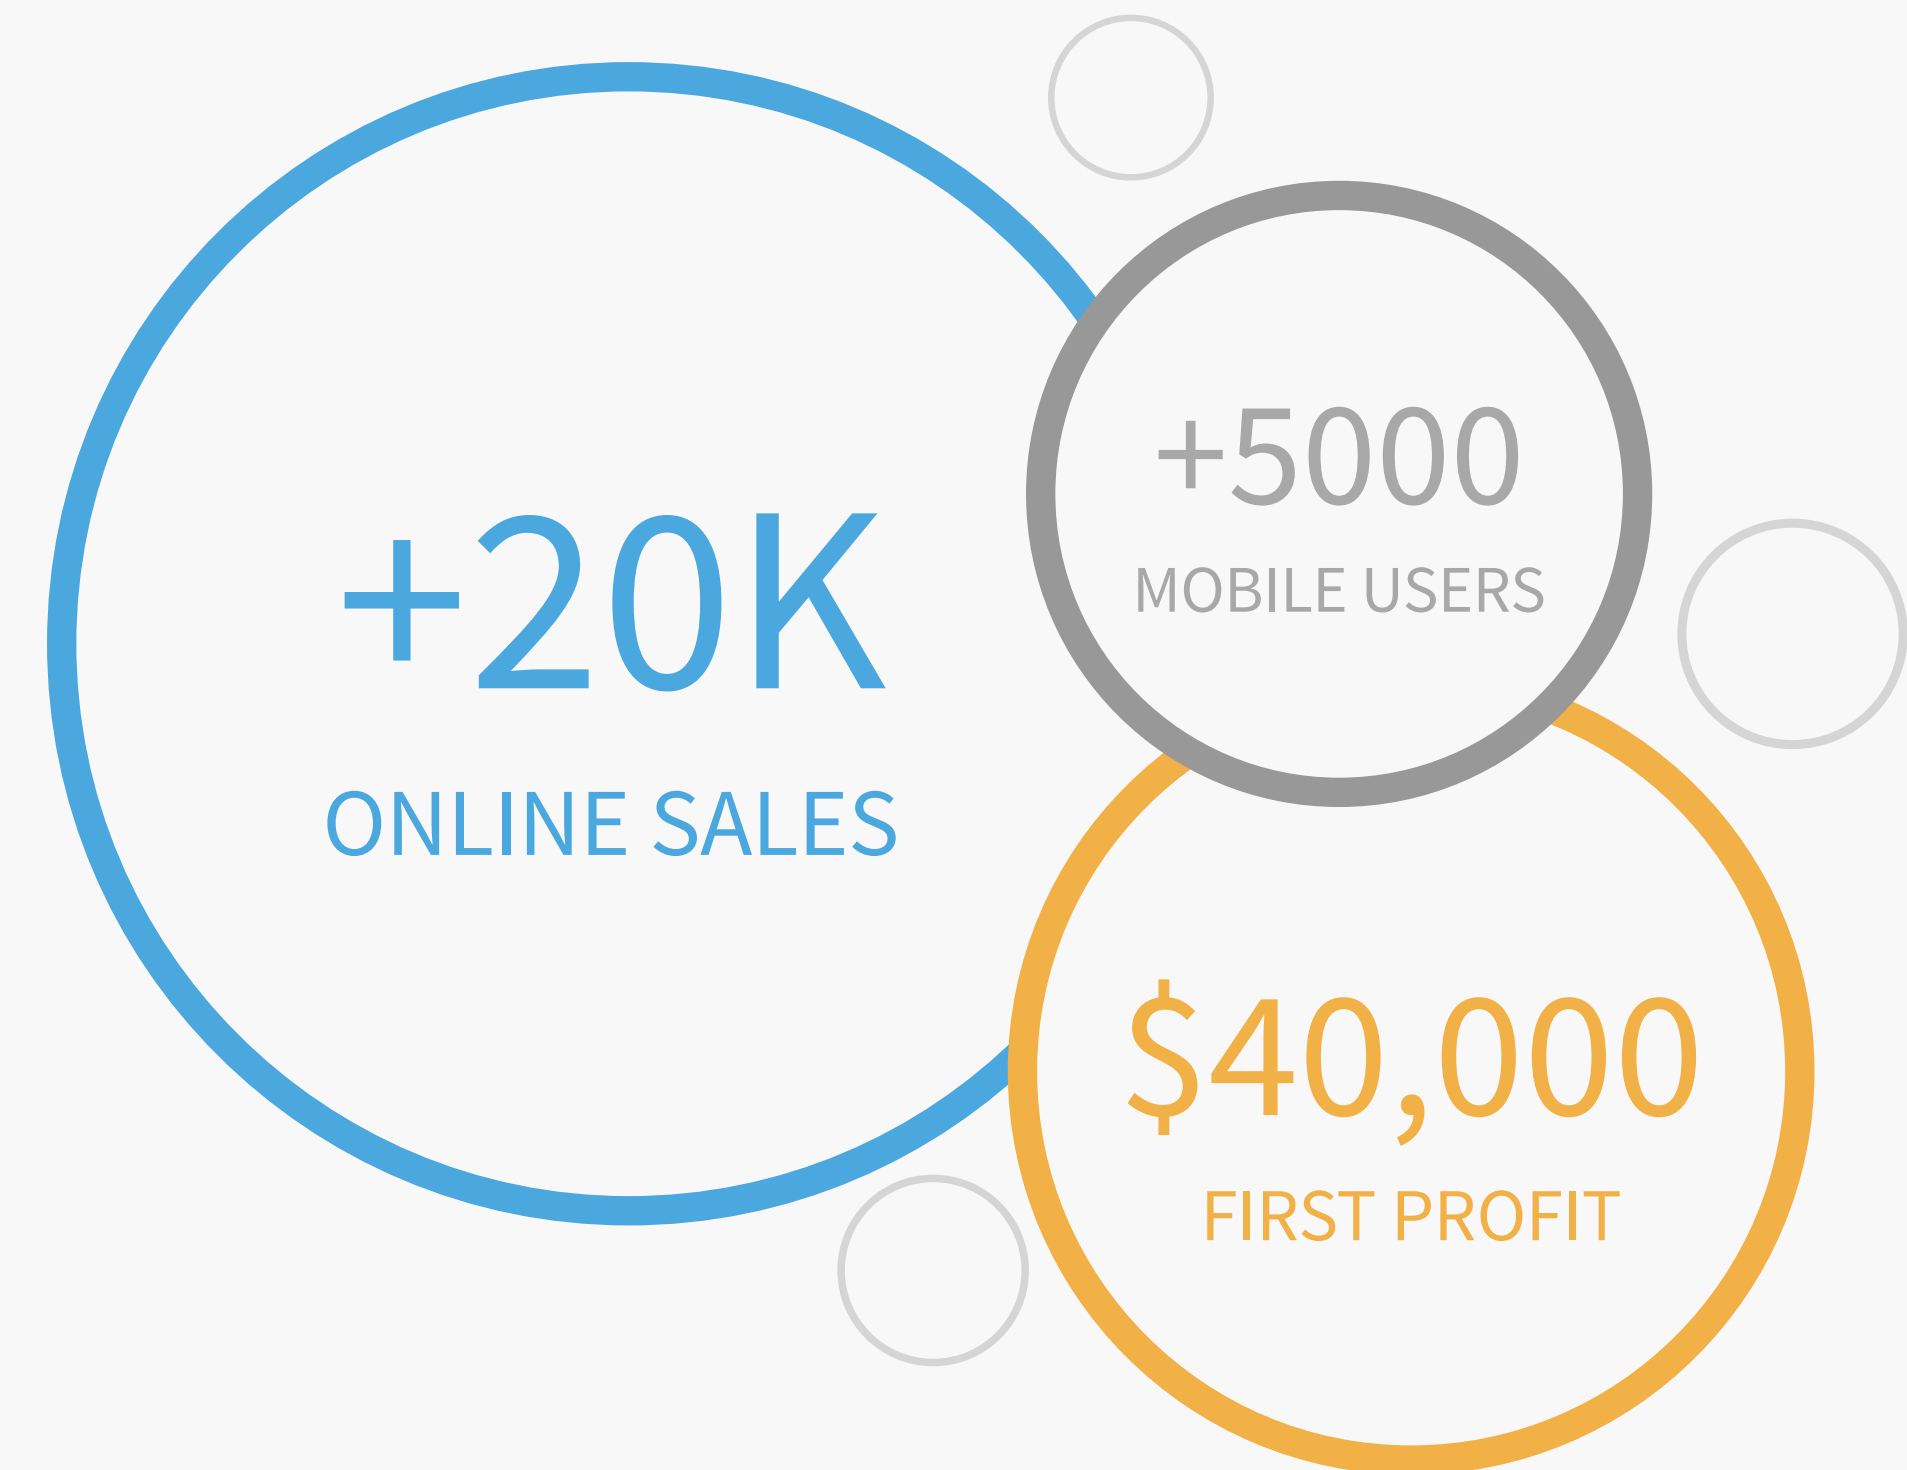 +20K
ONLINE SALES
+5000
MOBILE USERS
$40,000
FIRST PROFIT